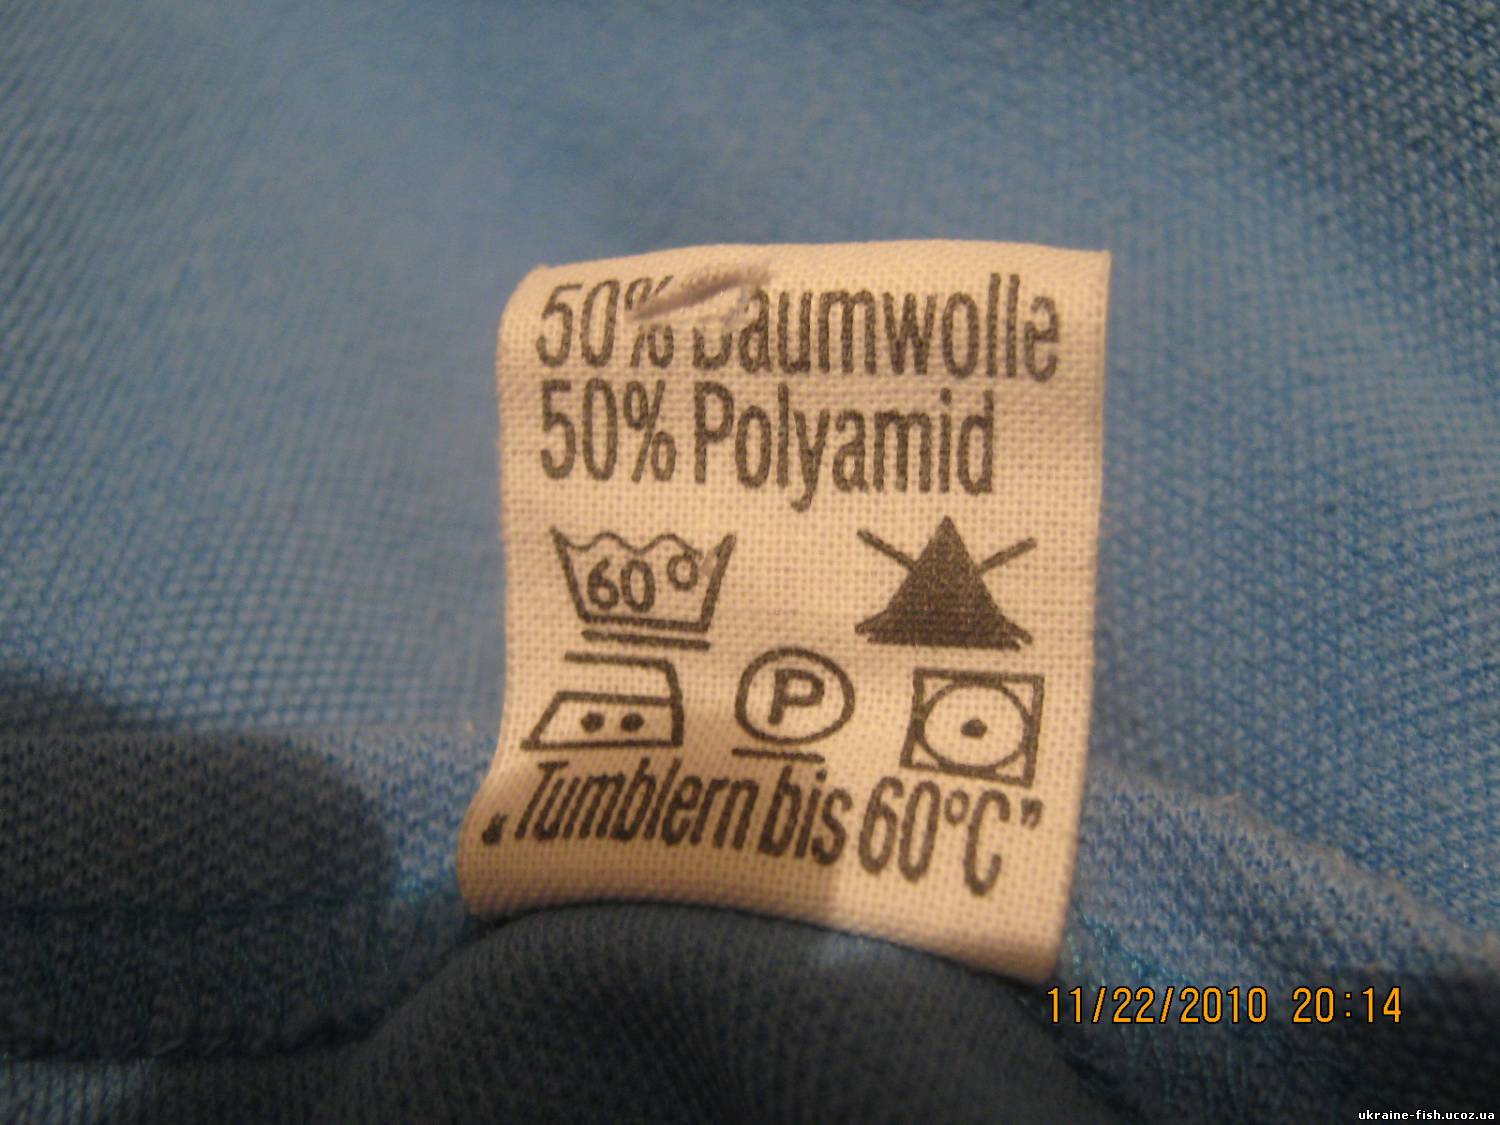 50% Baumwolle
50% Polyamid
60°
P
„Tumblern bis 60°C”
11/22/2010 20:14
ukraine-fish.ucoz.ua